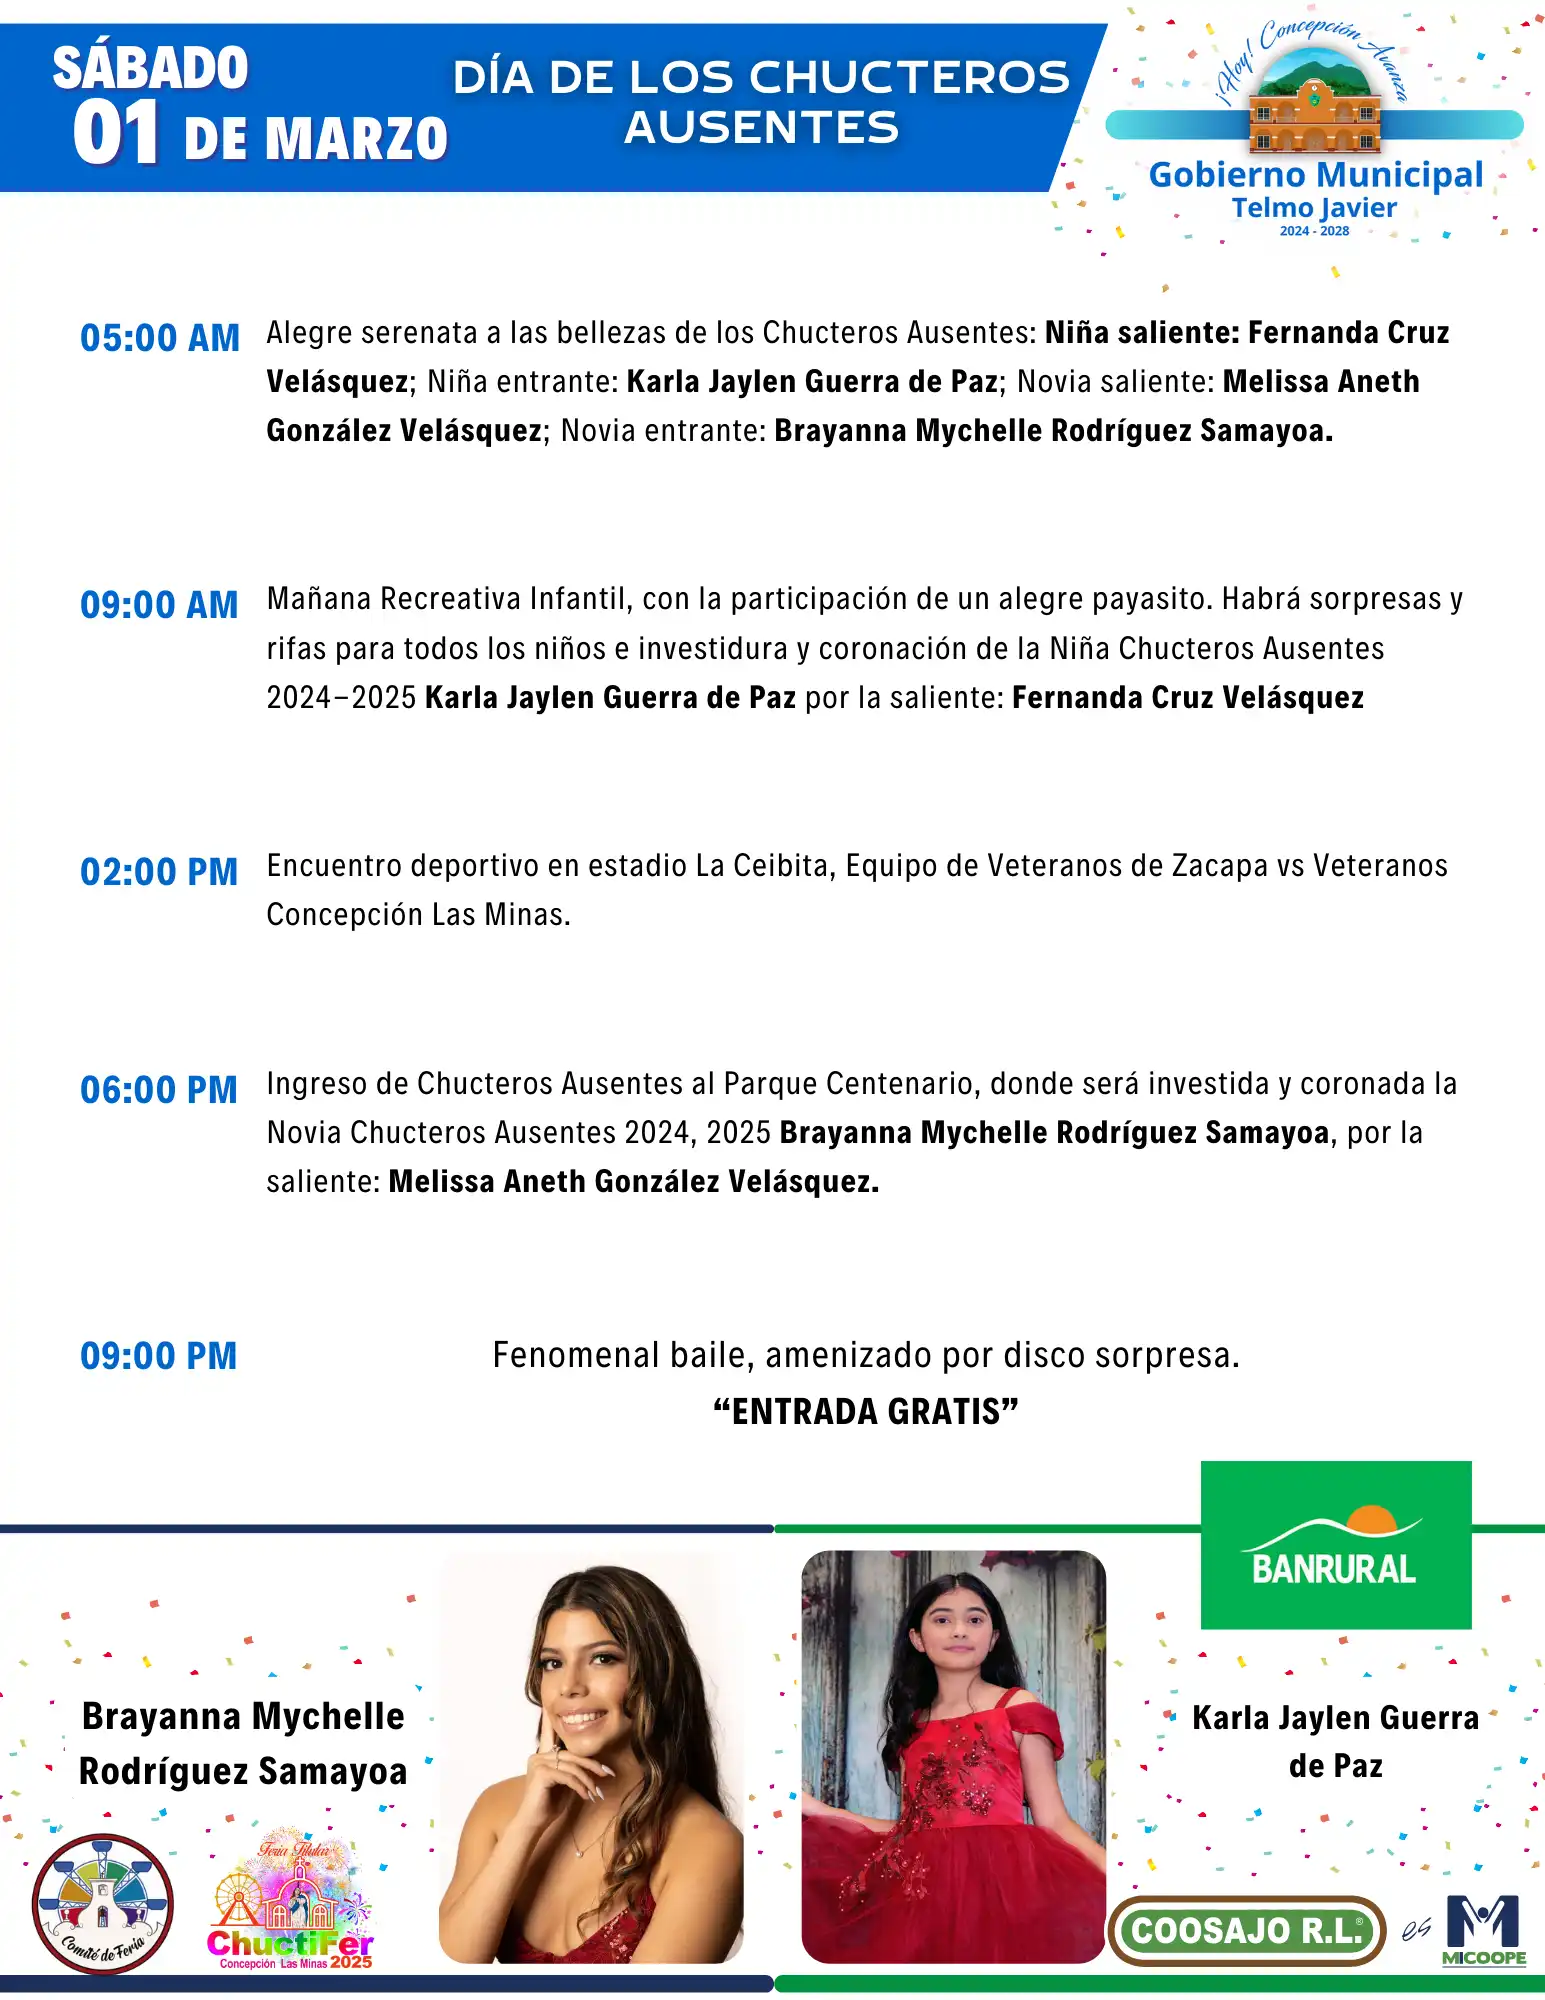 SÁBADO
01 DE MARZO
DÍA DE LOS CHUCTEROS
AUSENTES
¡Hoy! Concepción Avanza
Gobierno Municipal
Telmo Javier
2024 - 2028
05:00 AM
Alegre serenata a las bellezas de los Chucteros Ausentes: Niña saliente: Fernanda Cruz
Velásquez; Niña entrante: Karla Jaylen Guerra de Paz; Novia saliente: Melissa Aneth
González Velásquez; Novia entrante: Brayanna Mychelle Rodríguez Samayoa.
09:00 AM
Mañana Recreativa Infantil, con la participación de un alegre payasito. Habrá sorpresas y
rifas para todos los niños e investidura y coronación de la Niña Chucteros Ausentes
2024–2025 Karla Jaylen Guerra de Paz por la saliente: Fernanda Cruz Velásquez
02:00 PM
Encuentro deportivo en estadio La Ceibita, Equipo de Veteranos de Zacapa vs Veteranos
Concepción Las Minas.
06:00 PM
Ingreso de Chucteros Ausentes al Parque Centenario, donde será investida y coronada la
Novia Chucteros Ausentes 2024, 2025 Brayanna Mychelle Rodríguez Samayoa, por la
saliente: Melissa Aneth González Velásquez.
09:00 PM
Fenomenal baile, amenizado por disco sorpresa.
“ENTRADA GRATIS”
BANRURAL
Brayanna Mychelle
Rodríguez Samayoa
Karla Jaylen Guerra
de Paz
Comité de Feria
Feria Titular
ChuctiFer
Concepción Las Minas 2025
COOSAJO R.L.®
es
MICOOPE